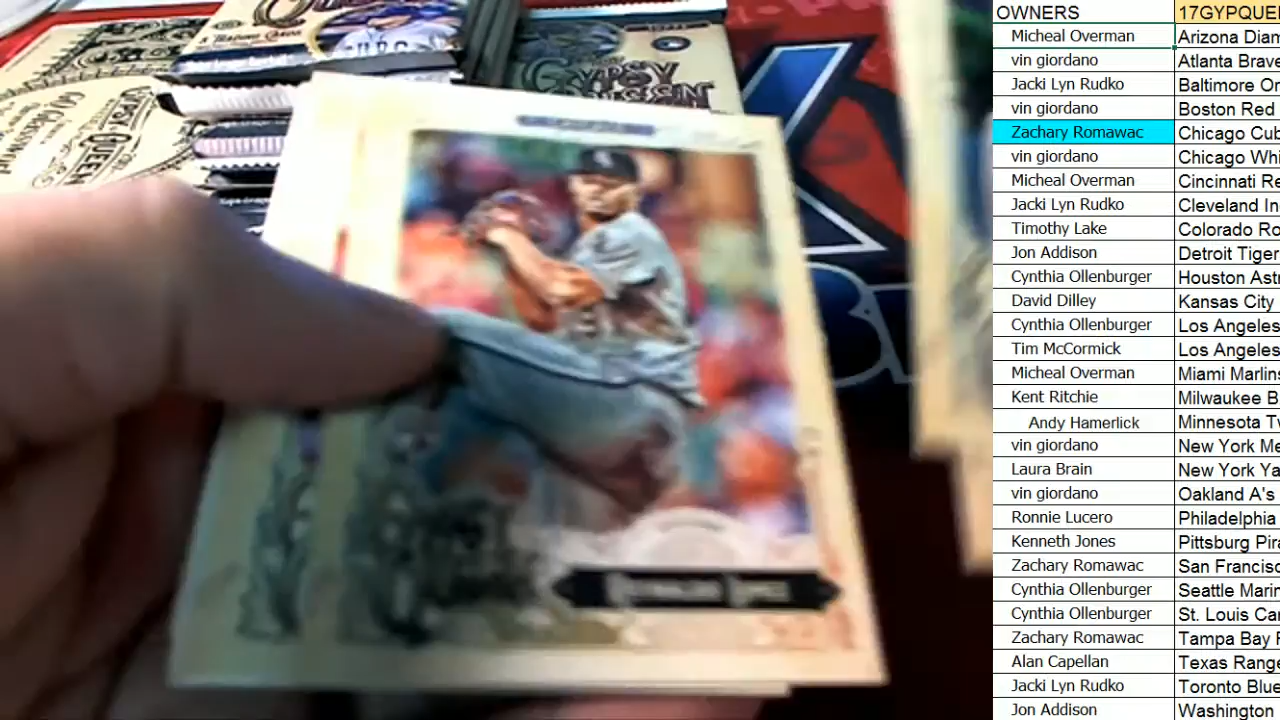 OWNERS 17GYPQUE
Micheal Overman Arizona Diam
vin giordano Atlanta Brave
Jacki Lyn Rudko Baltimore Or
vin giordano Boston Red
Zachary Romawac Chicago Cub
vin giordano Chicago Whi
Micheal Overman Cincinnati Re
Jacki Lyn Rudko Cleveland In
Timothy Lake Colorado Ro
Jon Addison Detroit Tiger
Cynthia Ollenburger Houston Astr
David Dilley Kansas City
Cynthia Ollenburger Los Angeles
Tim McCormick Los Angeles
Micheal Overman Miami Marlins
Kent Ritchie Milwaukee B
Andy Hamerlick Minnesota Tw
vin giordano New York Me
Laura Brain New York Ya
vin giordano Oakland A's
Ronnie Lucero Philadelphia
Kenneth Jones Pittsburg Pira
Zachary Romawac San Francisc
Cynthia Ollenburger Seattle Marin
Cynthia Ollenburger St. Louis Car
Zachary Romawac Tampa Bay R
Alan Capellan Texas Range
Jacki Lyn Rudko Toronto Blue
Jon Addison Washington
GYPSY
QUEEN